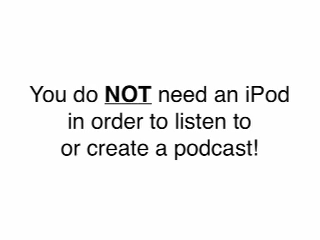 You do NOT need an iPod
in order to listen to
or create a podcast!